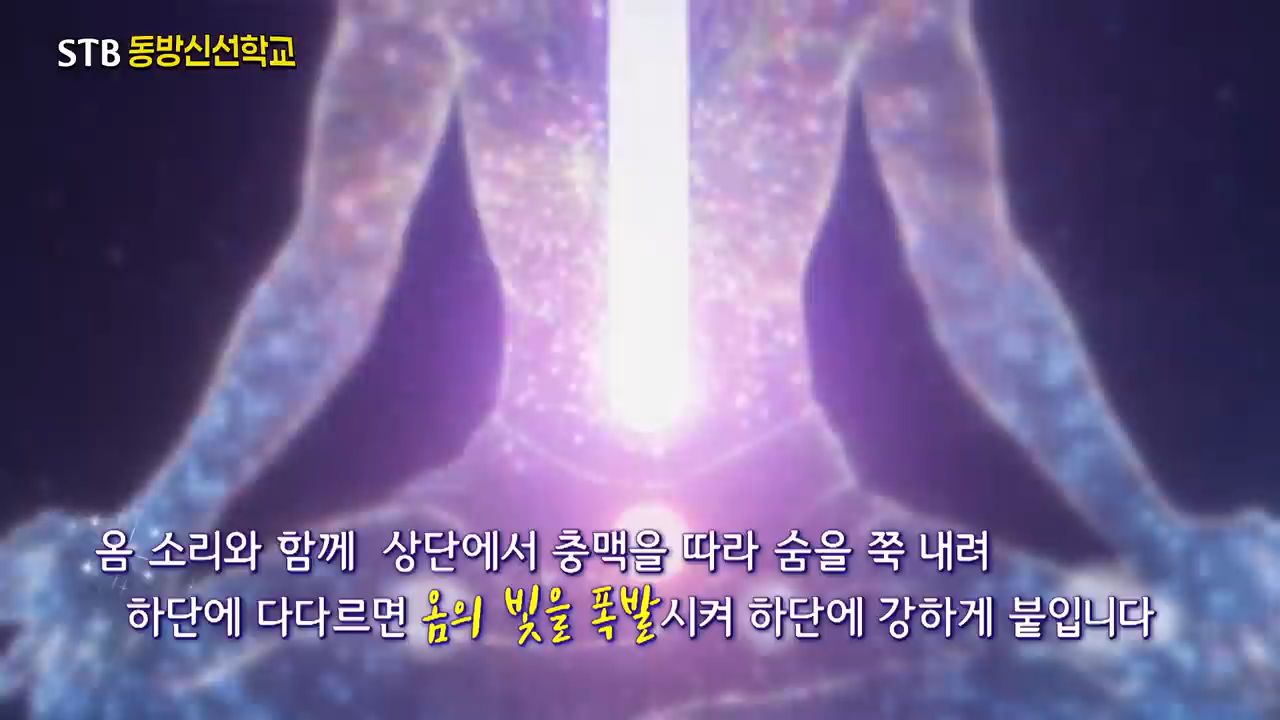 STB 동방신선학교
옴 소리와 함께 상단에서 충맥을 따라 숨을 쭉 내려
하단에 다다르면 옴의 빛을 폭발시켜 하단에 강하게 붙입니다